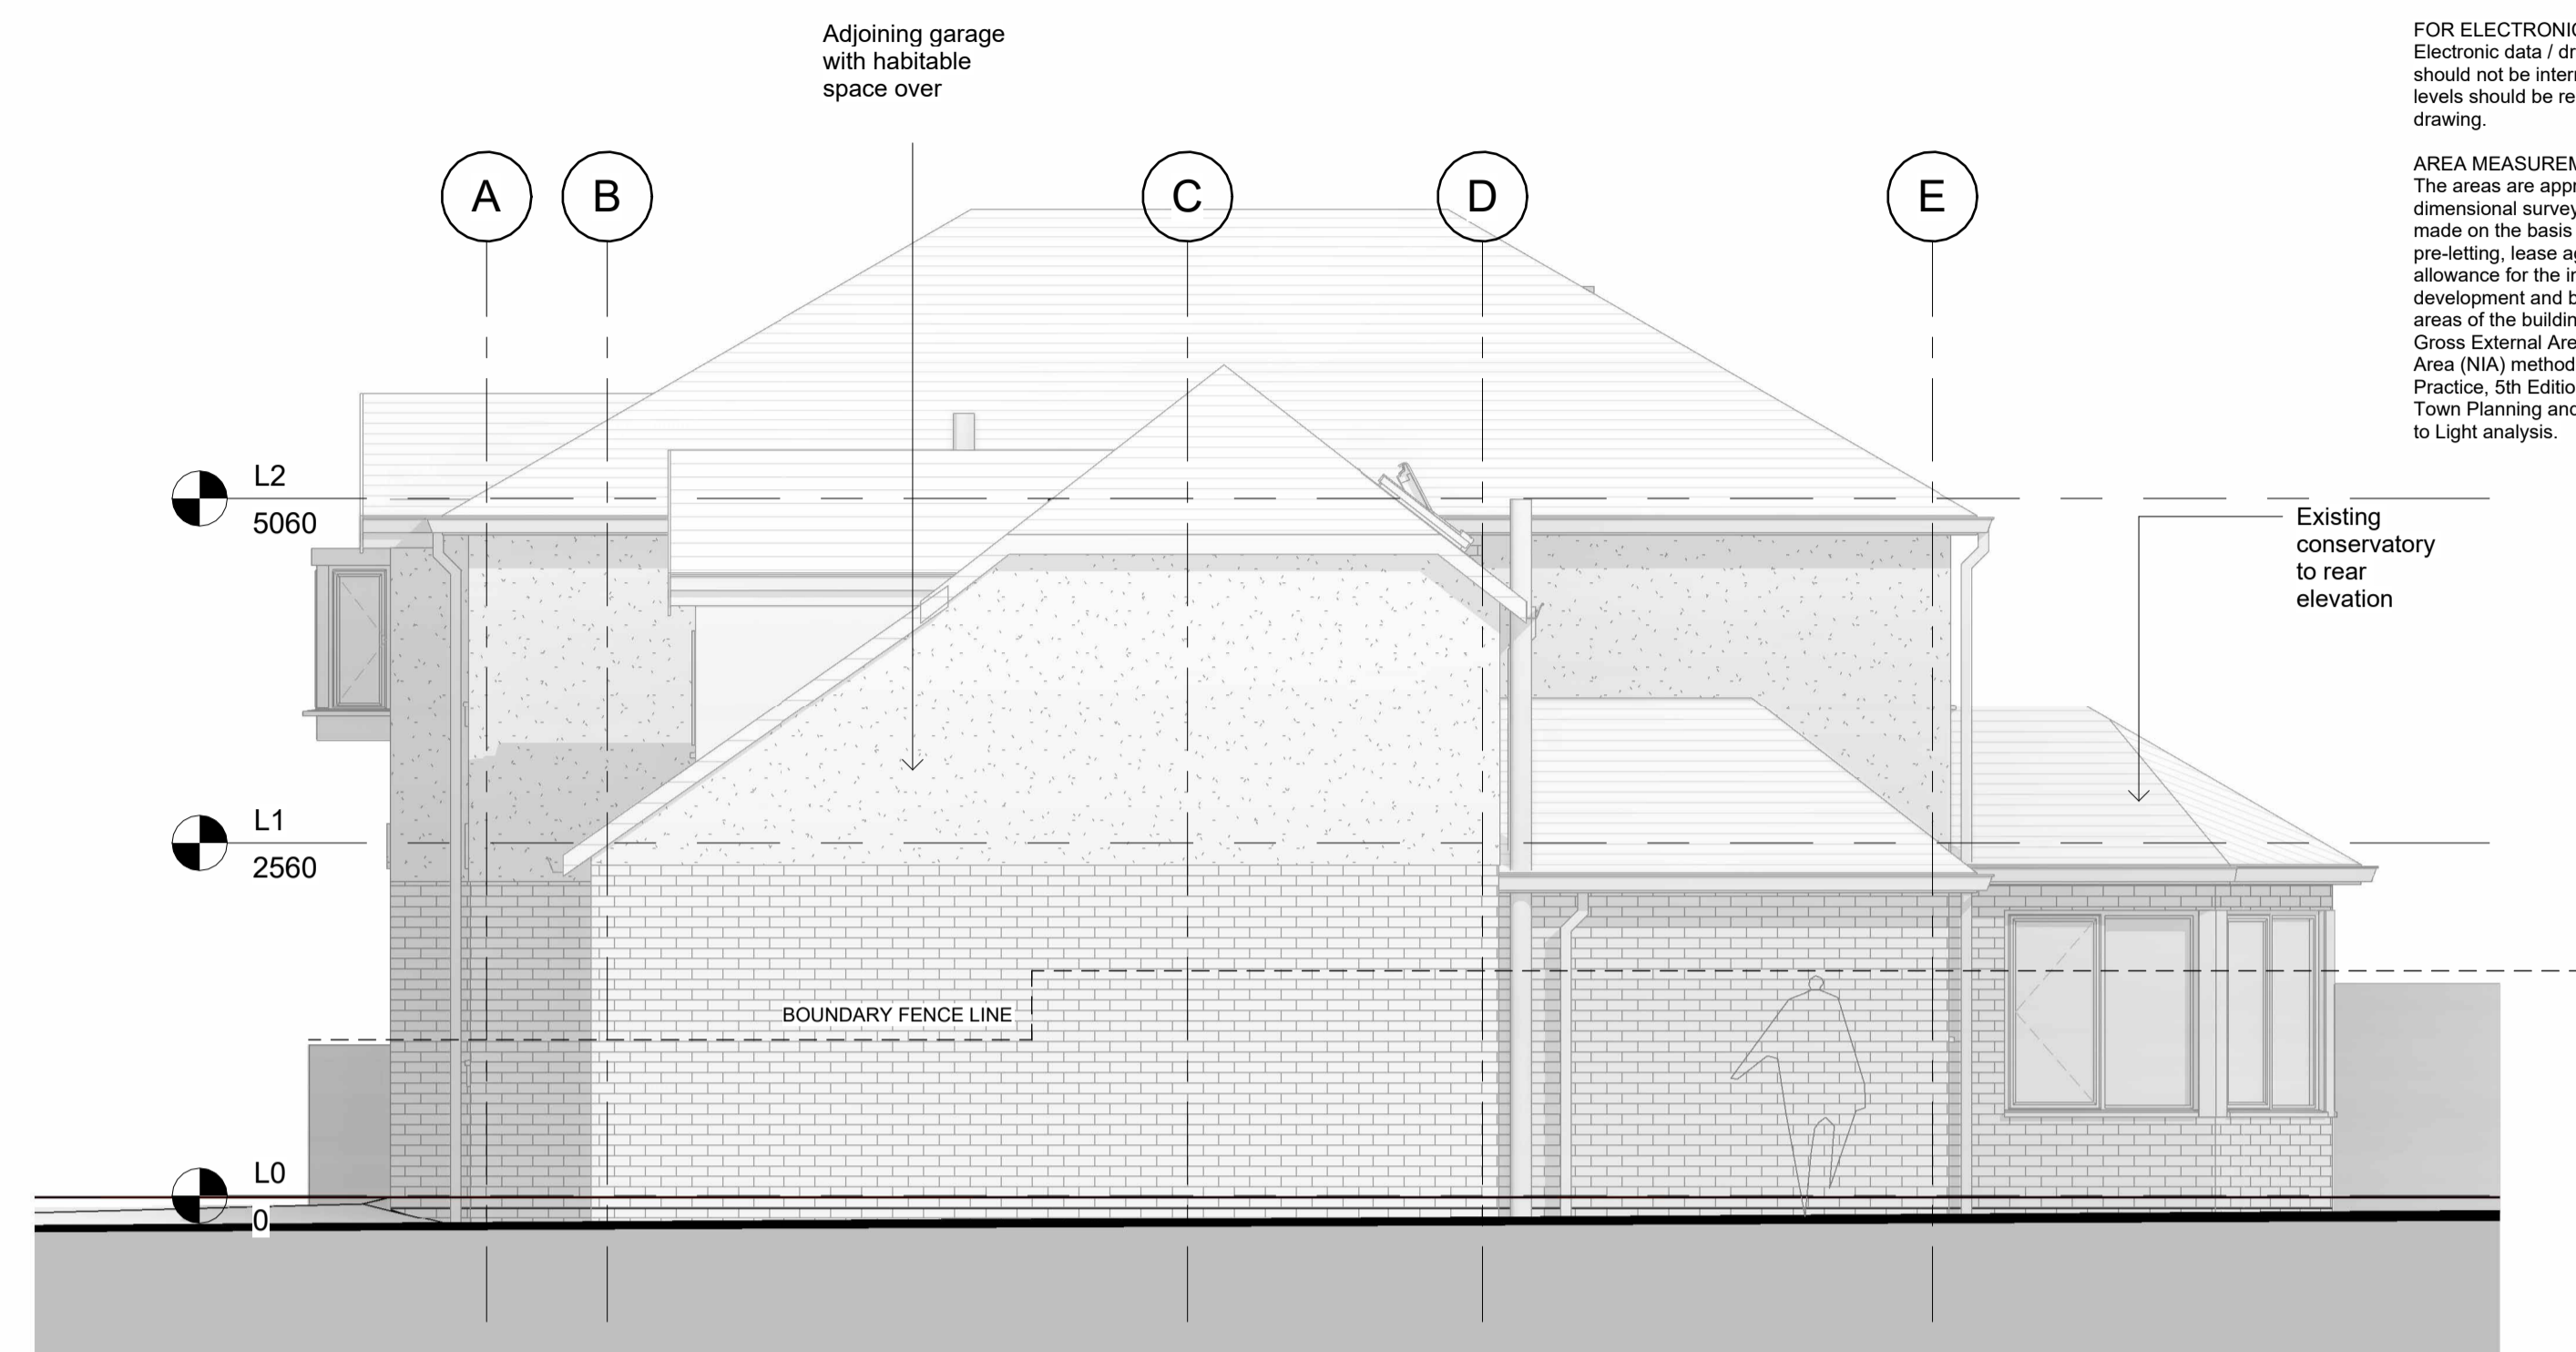 Adjoining garage
with habitable
space over
A
B
C
D
E
L2
5060
L1
2560
L0
0
BOUNDARY FENCE LINE
Existing
conservatory
to rear
elevation
FOR ELECTRONIC
Electronic data / dr
should not be inter
levels should be re
drawing.
AREA MEASUREM
The areas are appr
dimensional survey
made on the basis
pre-letting, lease ag
allowance for the in
development and b
areas of the buildin
Gross External Are
Area (NIA) method
Practice, 5th Editio
Town Planning and
to Light analysis.